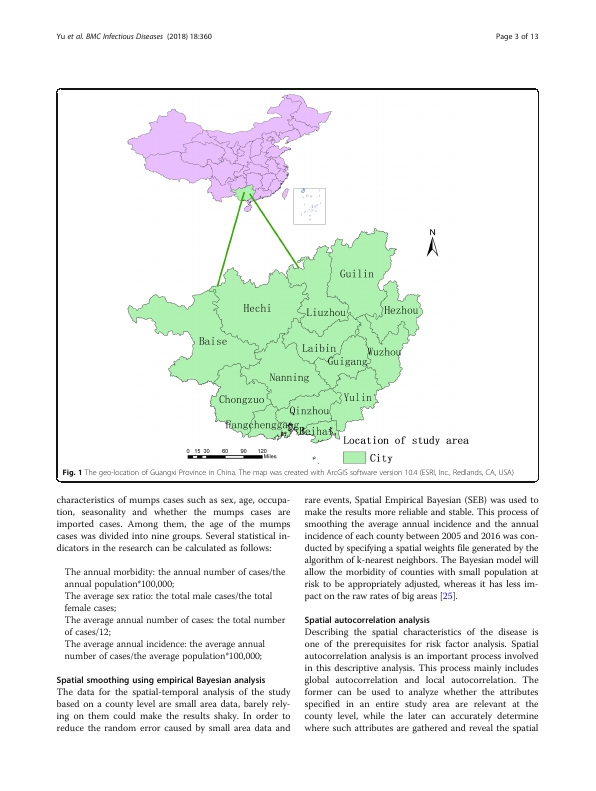 Yu et al. BMC Infectious Diseases (2018) 18:360
Page 3 of 13
N
Guilin
Hechi
Liuzhou
Hezhou
Baise
Laibin
Wuzhou
Guigang
Nanning
Chongzuo
Yulin
Qinzhou
Fangchenggang
Beihai
Location of study area
City
0 15 30 60 90 120
Miles
Fig. 1 The geo-location of Guangxi Province in China. The map was created with ArcGIS software version 10.4 (ESRI, Inc., Redlands, CA, USA)
characteristics of mumps cases such as sex, age, occupa-
tion, seasonality and whether the mumps cases are
imported cases. Among them, the age of the mumps
cases was divided into nine groups. Several statistical in-
dicators in the research can be calculated as follows:
The annual morbidity: the annual number of cases/the
annual population*100,000;
The average sex ratio: the total male cases/the total
female cases;
The average annual number of cases: the total number
of cases/12;
The average annual incidence: the average annual
number of cases/the average population*100,000;
Spatial smoothing using empirical Bayesian analysis
The data for the spatial-temporal analysis of the study
based on a county level are small area data, barely rely-
ing on them could make the results shaky. In order to
reduce the random error caused by small area data and
rare events, Spatial Empirical Bayesian (SEB) was used to
make the results more reliable and stable. This process of
smoothing the average annual incidence and the annual
incidence of each county between 2005 and 2016 was con-
ducted by specifying a spatial weights file generated by the
algorithm of k-nearest neighbors. The Bayesian model will
allow the morbidity of counties with small population at
risk to be appropriately adjusted, whereas it has less im-
pact on the raw rates of big areas [25].
Spatial autocorrelation analysis
Describing the spatial characteristics of the disease is
one of the prerequisites for risk factor analysis. Spatial
autocorrelation analysis is an important process involved
in this descriptive analysis. This process mainly includes
global autocorrelation and local autocorrelation. The
former can be used to analyze whether the attributes
specified in an entire study area are relevant at the
county level, while the later can accurately determine
where such attributes are gathered and reveal the spatial